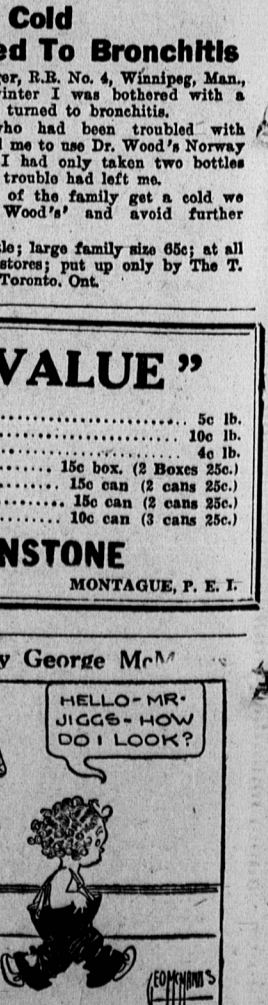 Cold
ed To Bronchitis
er, R.R. No. 4, Winnipeg, Man.,
inter I was bothered with a
turned to bronchitis.
ho had been troubled with
me to use Dr. Wood's Norway
I had only taken two bottles
trouble had left me.
of the family get a cold we
Wood's' and avoid further
le; large family size 65c; at all
stores; put up only by The T.
Toronto. Ont.
VALUE"
5c lb.
10c lb.
4c lb.
15c box. (2 Boxes 25c.)
15c can (2 cans 25c.)
15c can (2 cans 25c.)
10c can (3 cans 25c.)
NSTONE
MONTAGUE, P. E. I.
y George McM
HELLO-MR.
JIGGS-HOW
DO I LOOK?
GEO MCMANUS